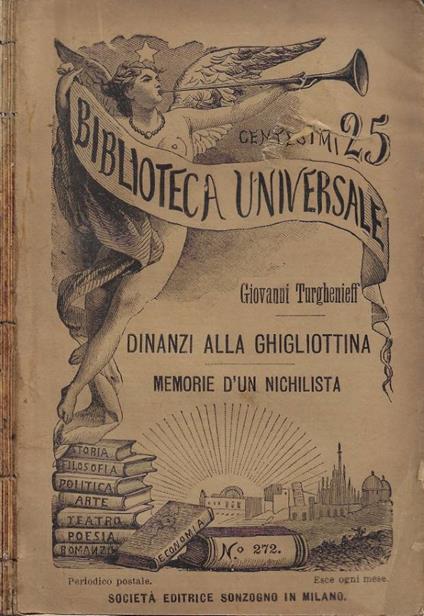 CENTESIMI 25
BIBLIOTECA UNIVERSALE
Giovanni Turghenieff
DINANZI ALLA GHIGLIOTTINA
MEMORIE D'UN NICHILISTA
STORIA
FILOSOFIA
POLITICA
ARTE
TEATRO
POESIA
ROMANZI
ECONOMIA
N.o 272.
Periodico postale.
Esce ogni mese.
SOCIETÀ EDITRICE SONZOGNO IN MILANO.